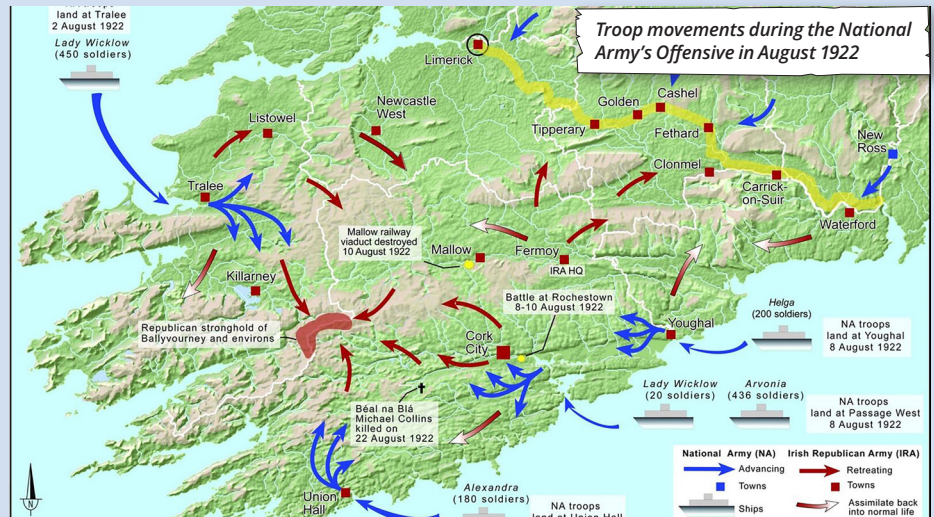 Troop movements during the National
Army's Offensive in August 1922
land at Tralee
2 August 1922
Lady Wicklow
(450 soldiers)
Limerick
Cashel
Golden
Tipperary
Fethard
New
Ross
Newcastle
West
Listowel
Clonmel
Carrick-
on-Suir
Waterford
Tralee
Mallow railway
viaduct destroyed
10 August 1922
Mallow
Fermoy
IRA HQ
Killarney
Battle at Rochestown
8-10 August 1922
Helga
(200 soldiers)
NA troops
land at Youghal
8 August 1922
Youghal
Republican stronghold of
Ballyvourney and environs
Cork
City
Lady Wicklow
(20 soldiers)
Arvonia
(436 soldiers)
NA troops
land at Passage West
8 August 1922
Béal na Blá
Michael Collins
killed on
22 August 1922
National Army (NA)
Advancing
Towns
Ships
Irish Republican Army (IRA)
Retreating
Towns
Assimilate back
into normal life
N
Union
Hall
Alexandra
(180 soldiers)
NA troops